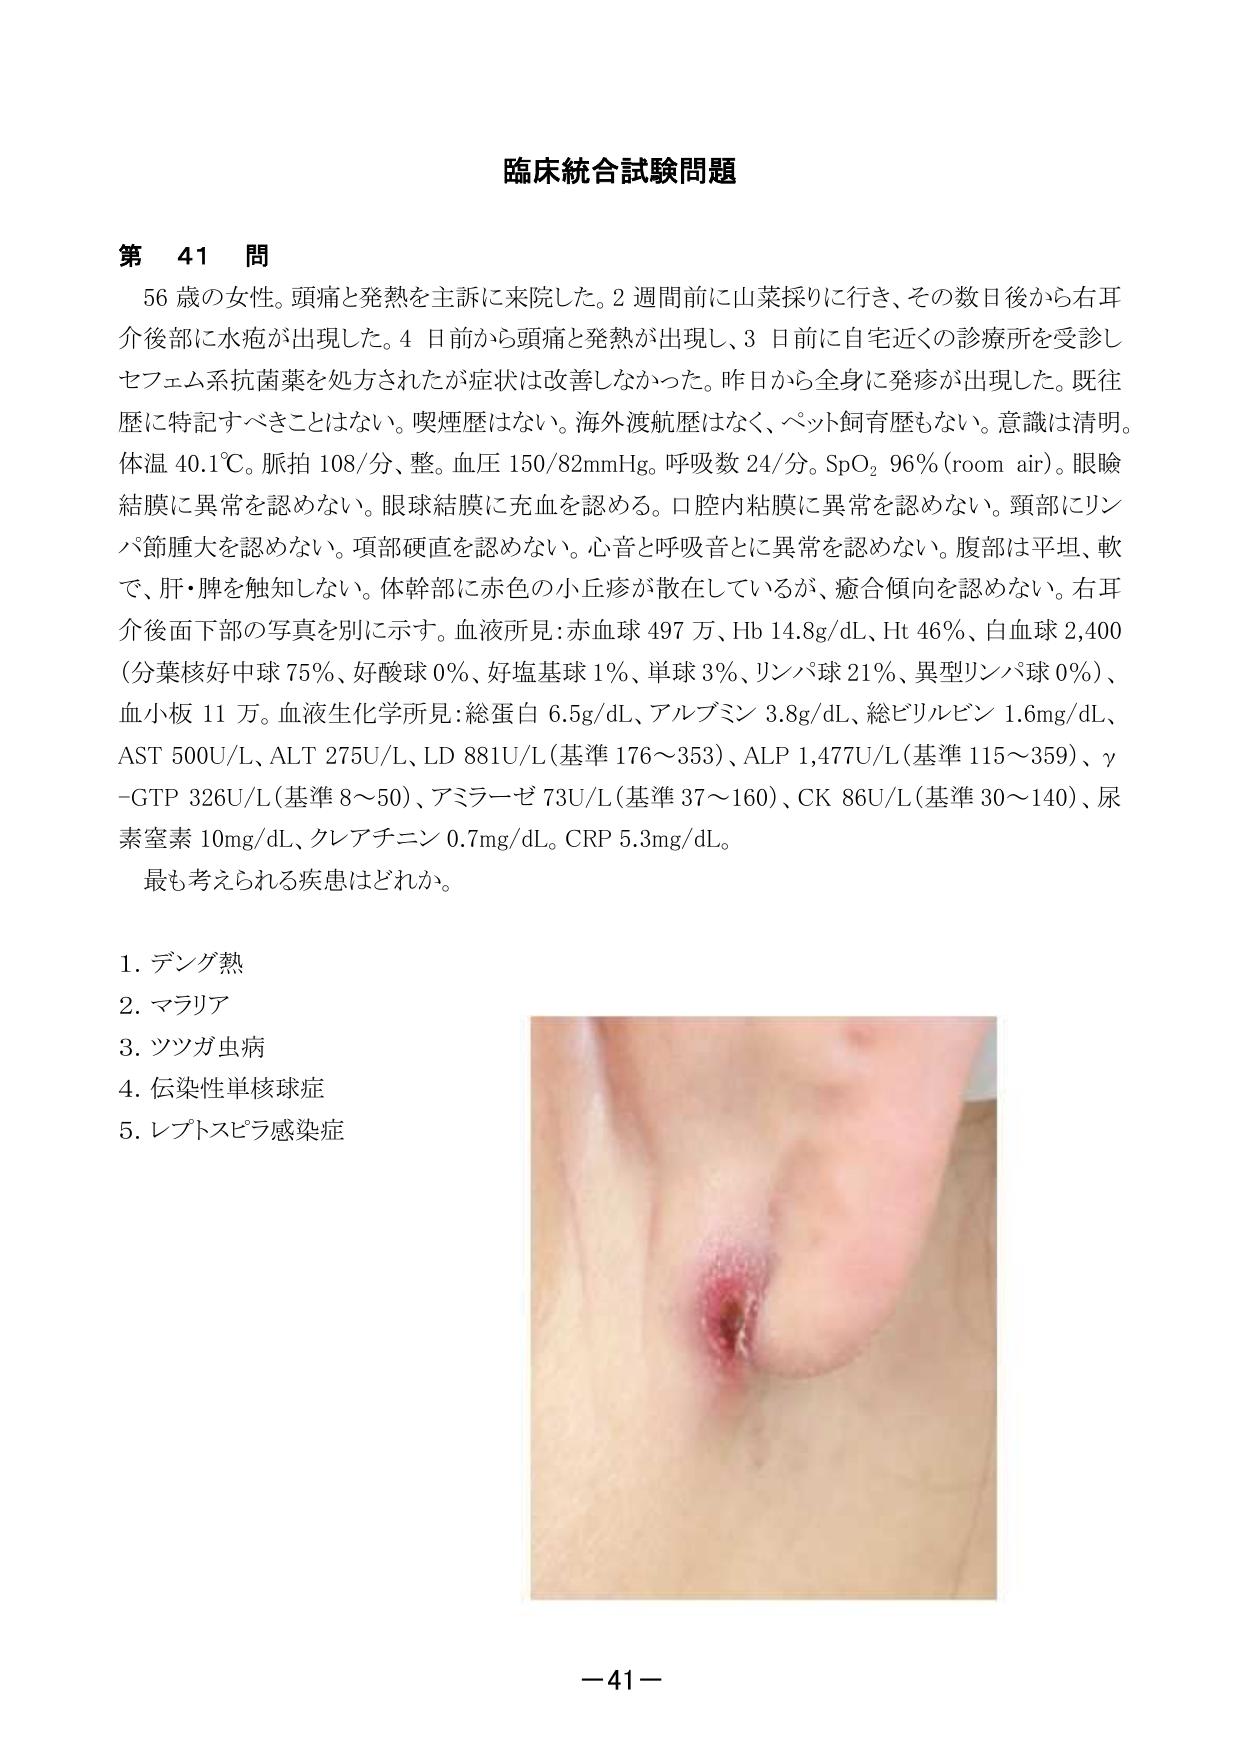 臨床統合試験問題
第 41 問
56 歳の女性。頭痛と発熱を主訴に来院した。2 週間前に山菜採りに行き、その数日後から右耳
介後部に水疱が出現した。4 日前から頭痛と発熱が出現し、3 日前に自宅近くの診療所を受診し
セフェム系抗菌薬を処方されたが症状は改善しなかった。昨日から全身に発疹が出現した。既往
歴に特記すべきことはない。喫煙歴はない。海外渡航歴はなく、ペット飼育歴もない。意識は清明。
体温 40.1℃。脈拍 108/分、整。血圧 150/82mmHg。呼吸数 24/分。SpO₂ 96%(room air)。眼瞼
結膜に異常を認めない。眼球結膜に充血を認める。口腔内粘膜に異常を認めない。頸部にリン
パ節腫大を認めない。項部硬直を認めない。心音と呼吸音とに異常を認めない。腹部は平坦、軟
で、肝・脾を触知しない。体幹部に赤色の小丘疹が散在しているが、癒合傾向を認めない。右耳
介後面下部の写真を別に示す。血液所見：赤血球 497 万、Hb 14.8g/dL、Ht 46%、白血球 2,400
(分葉核好中球 75%、好酸球 0%、好塩基球 1%、単球 3%、リンパ球 21%、異型リンパ球 0%)、
血小板 11 万。血液生化学所見：総蛋白 6.5g/dL、アルブミン 3.8g/dL、総ビリルビン 1.6mg/dL、
AST 500U/L、ALT 275U/L、LD 881U/L(基準 176～353)、ALP 1,477U/L(基準 115～359)、γ
-GTP 326U/L(基準 8～50)、アミラーゼ 73U/L(基準 37～160)、CK 86U/L(基準 30～140)、尿
素窒素 10mg/dL、クレアチニン 0.7mg/dL。CRP 5.3mg/dL。
最も考えられる疾患はどれか。
1. デング熱
2. マラリア
3. ツツガ虫病
4. 伝染性単核球症
5. レプトスピラ感染症
－41－